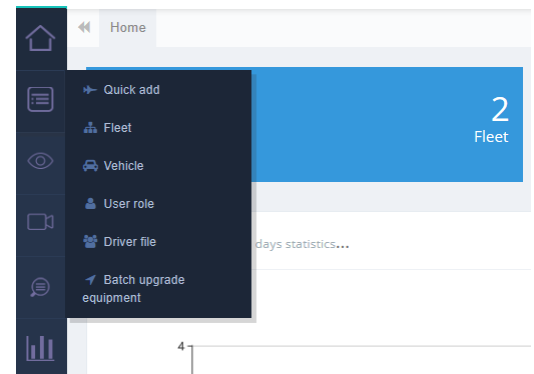 Home
Quick add
2
Fleet
Fleet
Vehicle
User role
Driver file
days statistics...
Batch upgrade
equipment
4